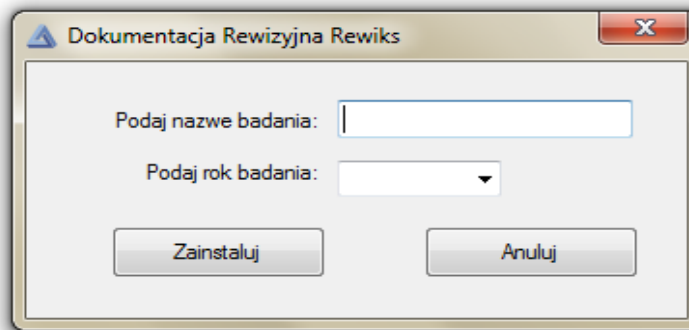 Dokumentacja Rewizyjna Rewiks
Podaj nazwe badania:
Podaj rok badania:
Zainstaluj Anuluj